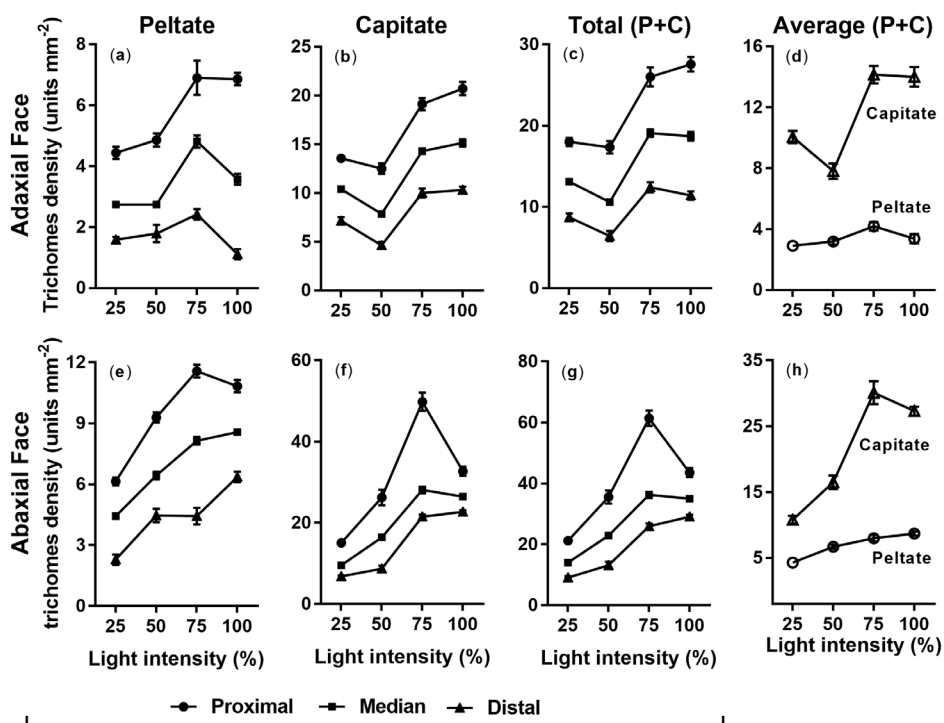 Peltate Capitate Total (P+C) Average (P+C)
Adaxial Face
Trichomes density (units mm-2)
(a)
8
6
4
2
0
25 50 75 100
(b)
25
20
15
10
5
0
25 50 75 100
(c)
30
20
10
0
25 50 75 100
(d)
16
12
8
4
0
Capitate
Peltate
25 50 75 100
Abaxial Face
trichomes density (units mm-2)
(e)
12
9
6
3
0
25 50 75 100
Light intensity (%)
(f)
60
40
20
0
25 50 75 100
Light intensity (%)
(g)
80
60
40
20
0
25 50 75 100
Light intensity (%)
(h)
35
25
15
5
Capitate
Peltate
25 50 75 100
Light intensity (%)
Proximal Median Distal